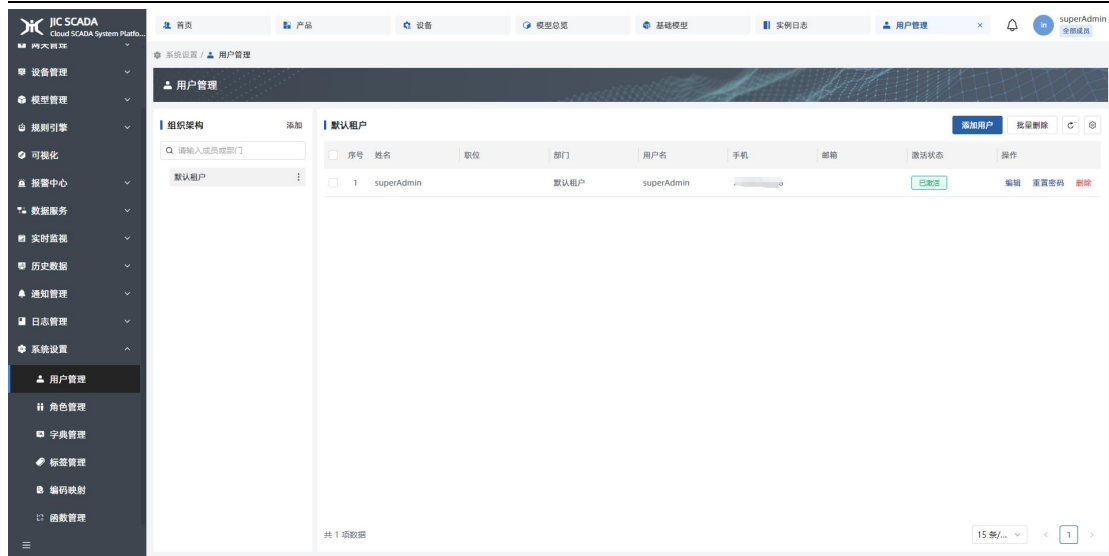 JIC SCADA
Cloud SCADA System Platfo...
首页
产品
设备
模型总览
基础模型
实例日志
用户管理
×
in
superAdmin
全部成员
网关管理
设备管理
模型管理
规则引擎
可视化
报警中心
数据服务
实时监视
历史数据
通知管理
日志管理
系统设置
用户管理
角色管理
字典管理
标签管理
编码映射
函数管理
系统设置 / 用户管理
用户管理
组织架构 添加
请输入成员或部门
默认租户
默认租户
添加用户 批量删除
序号 姓名 职位 部门 用户名 手机 邮箱 激活状态 操作
1 superAdmin 默认租户 superAdmin 已激活 编辑 重置密码 删除
共 1 项数据
15 条/... < 1 >